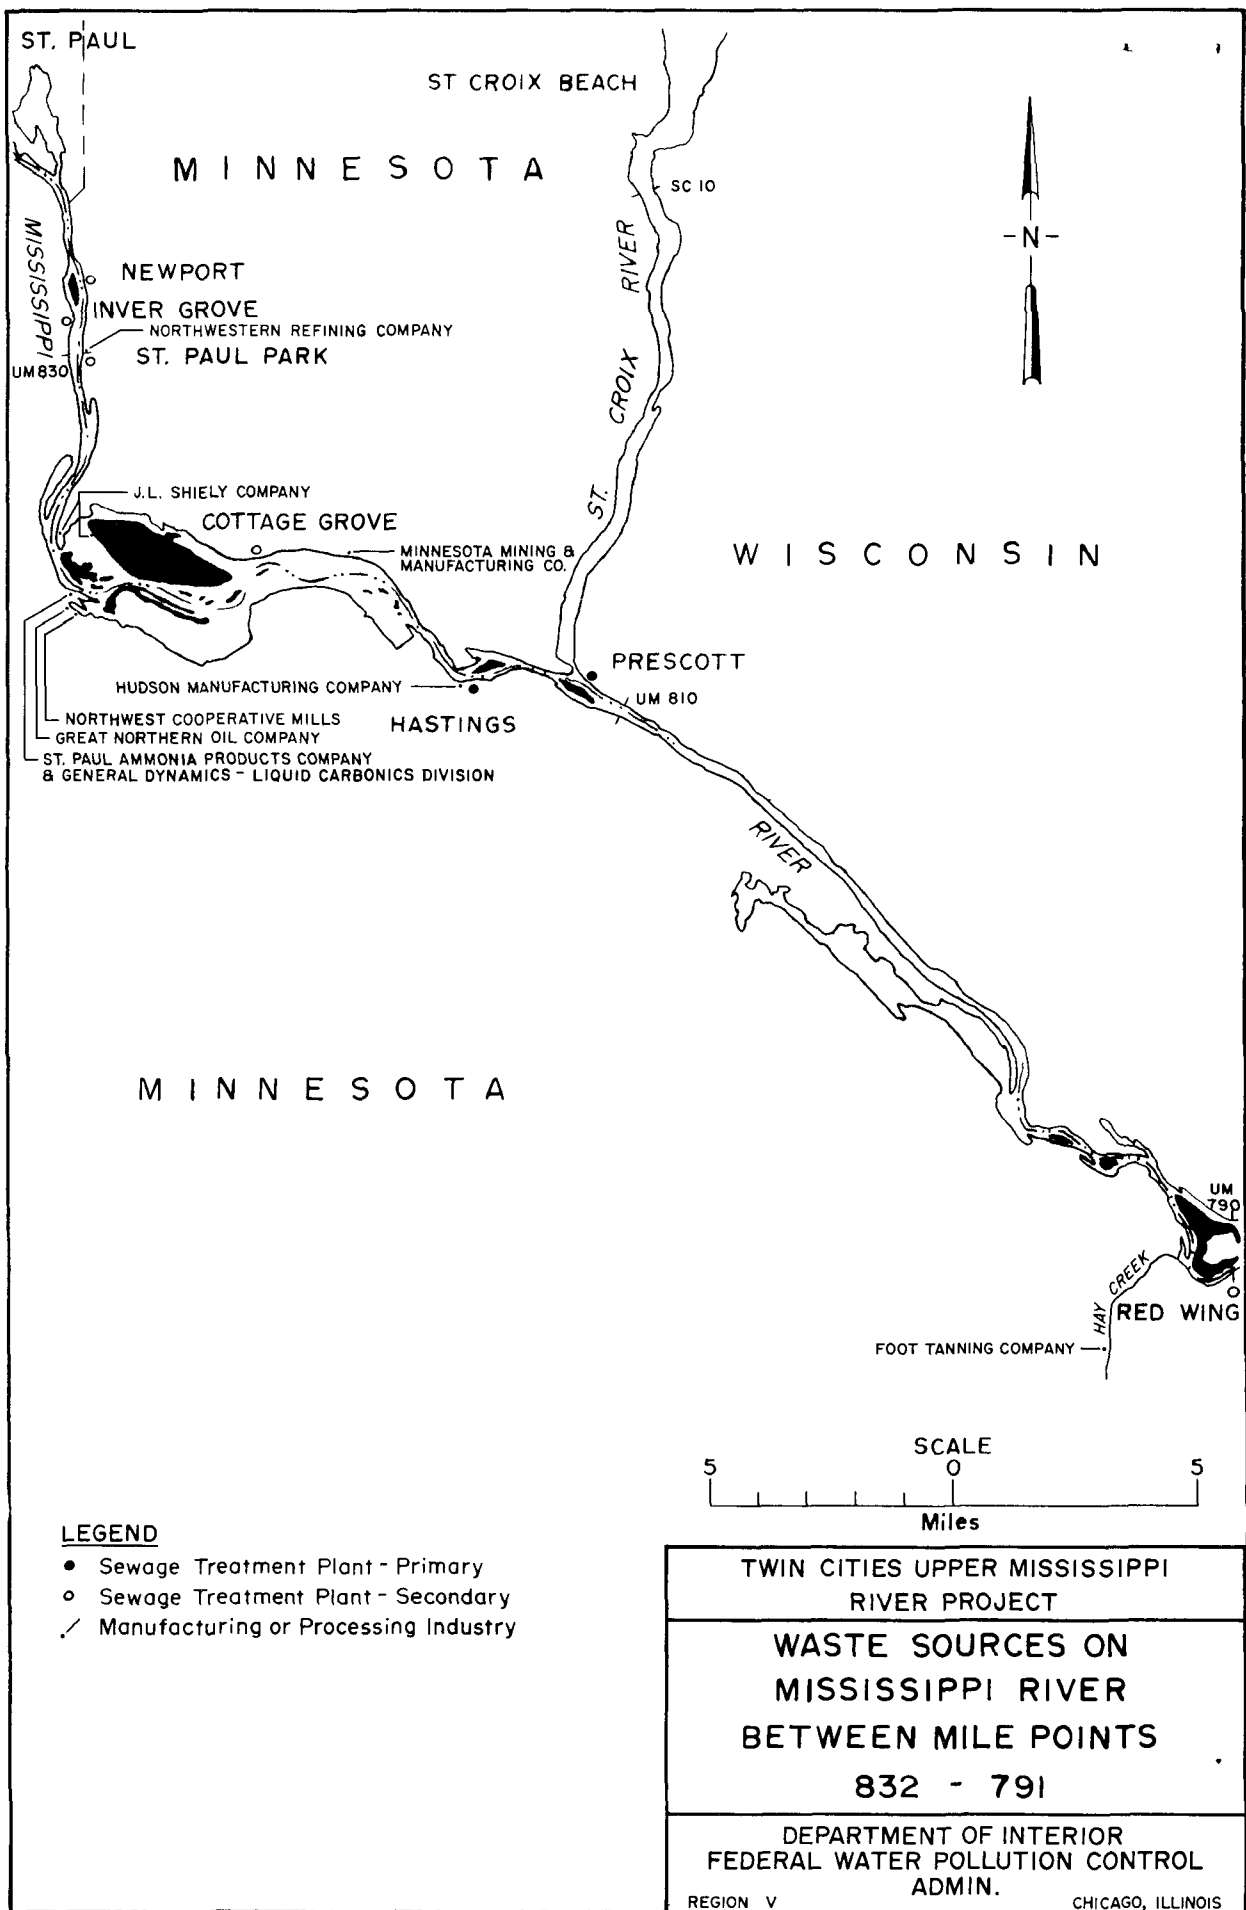 ST. PAUL
ST CROIX BEACH
MINNESOTA
SC 10
MISSISSIPPI
RIVER
-N-
NEWPORT
INVER GROVE
NORTHWESTERN REFINING COMPANY
ST. PAUL PARK
UM830
CROIX
ST.
J.L. SHIELY COMPANY
COTTAGE GROVE
MINNESOTA MINING &
MANUFACTURING CO.
WISCONSIN
PRESCOTT
HUDSON MANUFACTURING COMPANY
UM 810
NORTHWEST COOPERATIVE MILLS
HASTINGS
GREAT NORTHERN OIL COMPANY
ST. PAUL AMMONIA PRODUCTS COMPANY
& GENERAL DYNAMICS - LIQUID CARBONICS DIVISION
RIVER
MINNESOTA
UM
790
HAY CREEK
RED WING
FOOT TANNING COMPANY
SCALE
5 0 5
Miles
LEGEND
Sewage Treatment Plant - Primary
Sewage Treatment Plant - Secondary
Manufacturing or Processing Industry
TWIN CITIES UPPER MISSISSIPPI
RIVER PROJECT
WASTE SOURCES ON
MISSISSIPPI RIVER
BETWEEN MILE POINTS
832 - 791
DEPARTMENT OF INTERIOR
FEDERAL WATER POLLUTION CONTROL
ADMIN.
REGION V CHICAGO, ILLINOIS